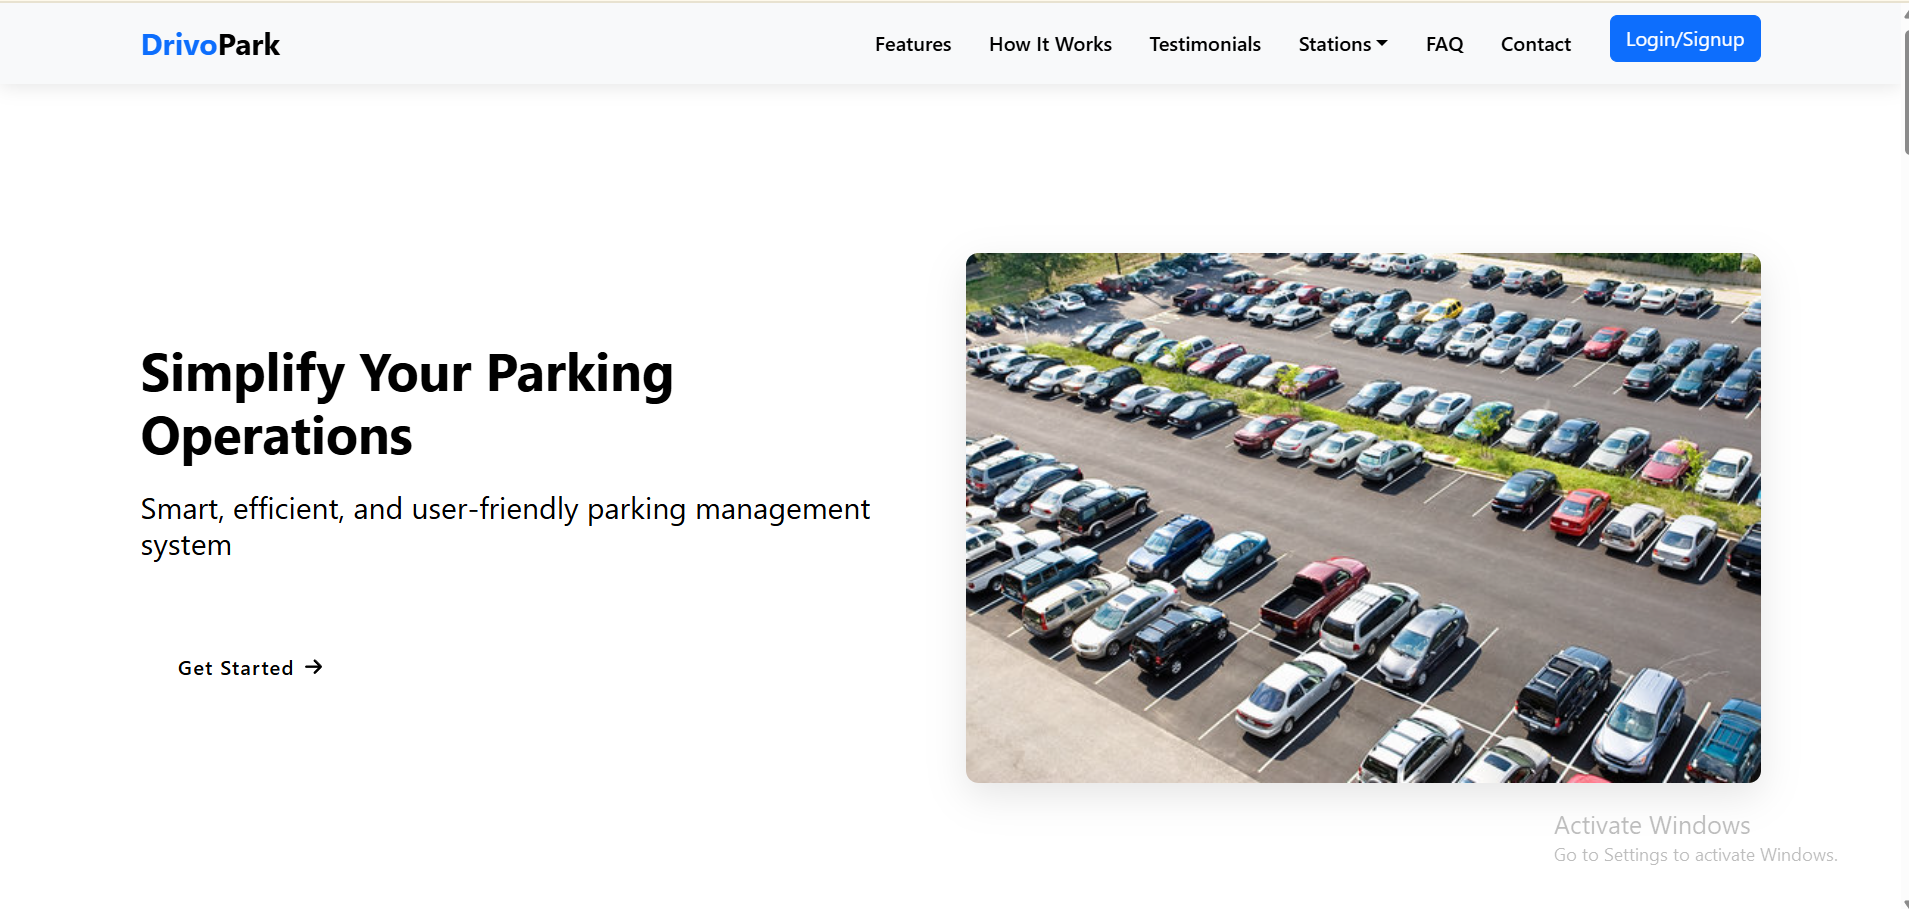 DrivoPark
Features
How It Works
Testimonials
Stations
FAQ
Contact
Login/Signup
Simplify Your Parking
Operations
Smart, efficient, and user-friendly parking management
system
Get Started →
Activate Windows
Go to Settings to activate Windows.